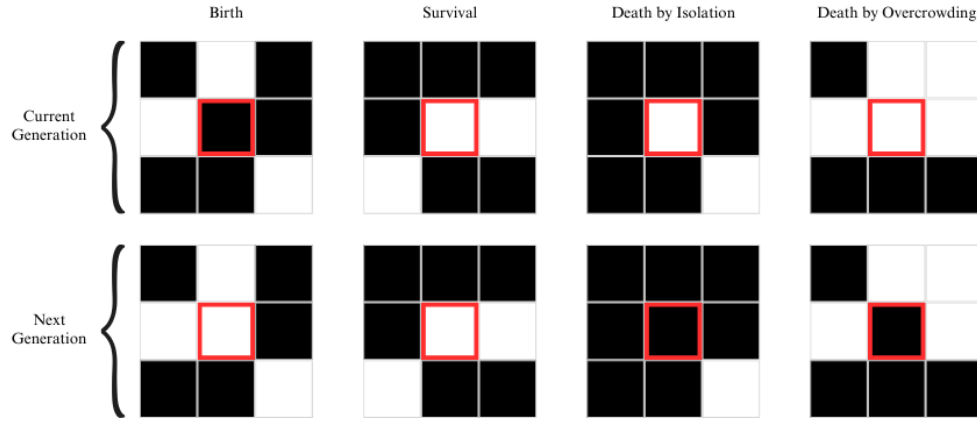 Birth
Survival
Death by Isolation
Death by Overcrowding
Current
Generation
Next
Generation